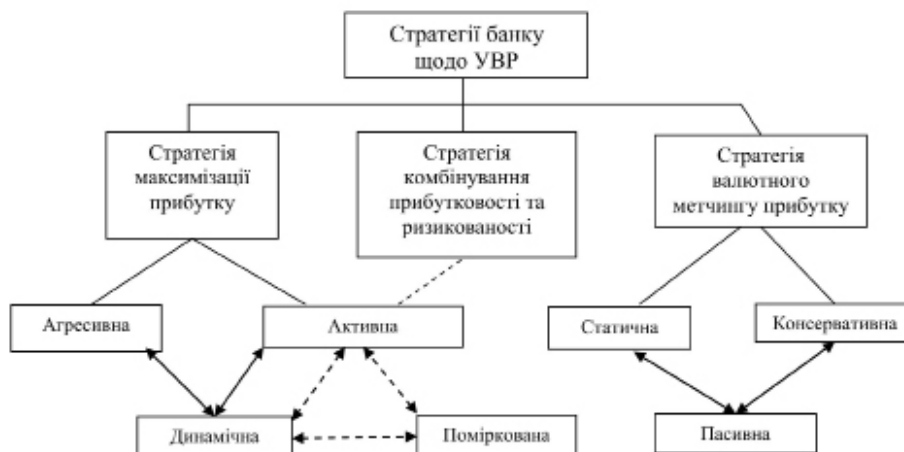 Стратегії банку
щодо УВР
Стратегія
максимізації
прибутку
Стратегія
комбінування
прибутковості та
ризикованості
Стратегія
валютного
метчингу прибутку
Агресивна
Активна
Статична
Консервативна
Динамічна
Поміркована
Пасивна